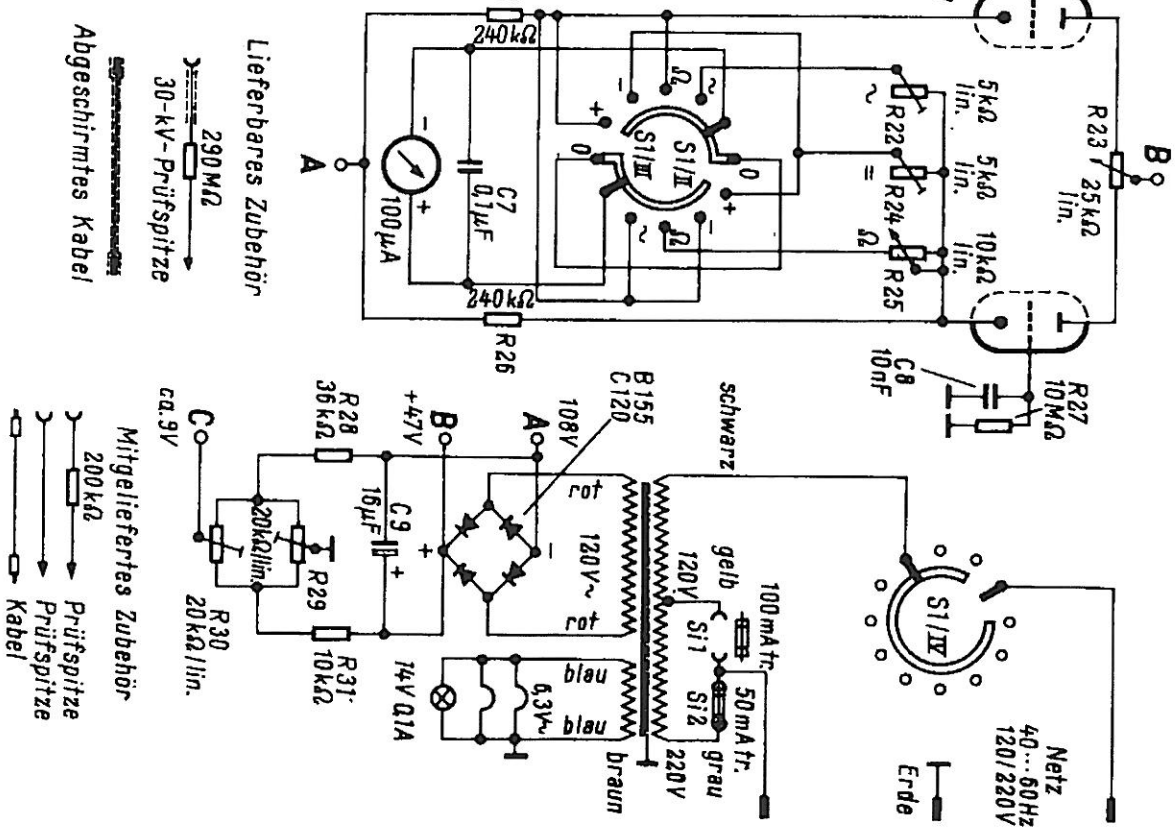 B
R23
25kΩ
lin.
5kΩ
lin.
R22
~
5kΩ
lin.
R24
=
10kΩ
lin.
R25
Ω
C8
10nF
R27
10MΩ
240kΩ
+
-
Ω
~
0
S1/II
S1/III
0
+
-
Ω
~
240kΩ
R26
C7
0,1µF
-
+
100µA
A
Lieferbares Zubehör
290MΩ
30-kV-Prüfspitze
Abgeschirmtes Kabel
Netz
40...60Hz
120/220V
Erde
S1/IV
schwarz
gelb
120V
100mA tr.
Si1
50mA tr.
Si2
grau
220V
B155
C120
rot
120V~
rot
blau
6,3V~
blau
braun
14V 0,1A
108V
A
-
B
+47V
+
C9
16µF
+
R28
36kΩ
R31
10kΩ
R29
20kΩ/lin.
R30
20kΩ/lin.
C
ca.9V
Mitgeliefertes Zubehör
200kΩ
Prüfspitze
Prüfspitze
Kabel